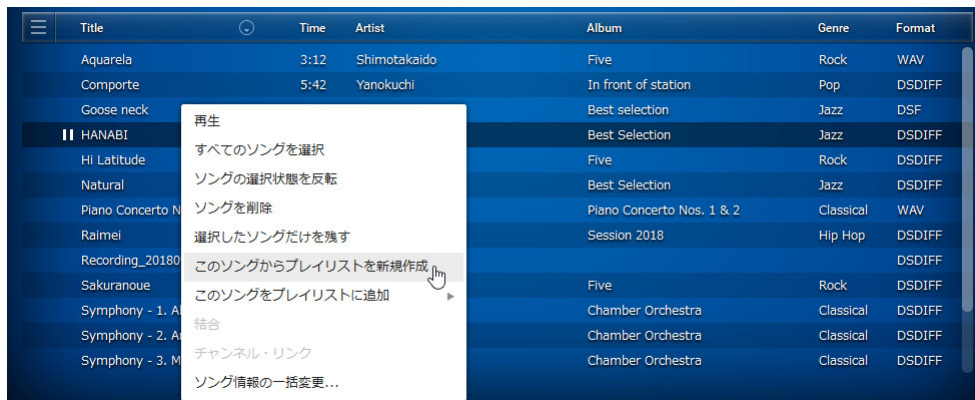 Title Time Artist Album Genre Format
Aquarela 3:12 Shimotakaido Five Rock WAV
Comporte 5:42 Yanokuchi In front of station Pop DSDIFF
Goose neck Best selection Jazz DSF
HANABI Best Selection Jazz DSDIFF
Hi Latitude Five Rock DSDIFF
Natural Best Selection Jazz DSDIFF
Piano Concerto N Piano Concerto Nos. 1 & 2 Classical WAV
Raimei Session 2018 Hip Hop DSDIFF
Recording_20180 DSDIFF
Sakuranoue Five Rock DSDIFF
Symphony - 1. Al Chamber Orchestra Classical DSDIFF
Symphony - 2. A Chamber Orchestra Classical DSDIFF
Symphony - 3. M Chamber Orchestra Classical DSDIFF
再生
すべてのソングを選択
ソングの選択状態を反転
ソングを削除
選択したソングだけを残す
このソングからプレイリストを新規作成
このソングをプレイリストに追加
結合
チャンネル・リンク
ソング情報の一括変更...